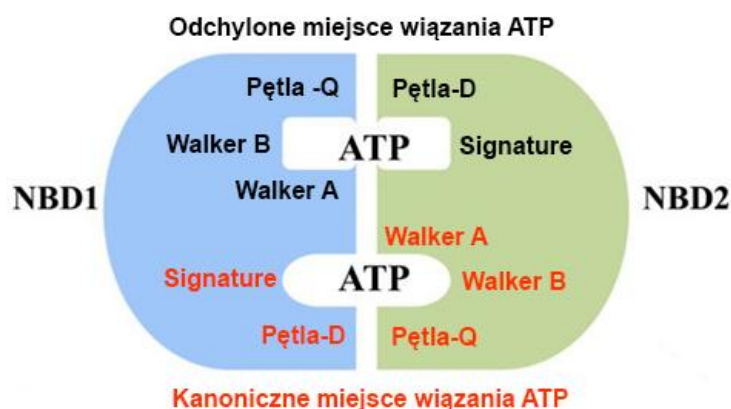 Odchylone miejsce wiązania ATP
Pętla -Q Pętla-D
Walker B ATP Signature
Walker A
NBD1 NBD2
Walker A
Signature ATP Walker B
Pętla-D Pętla-Q
Kanoniczne miejsce wiązania ATP